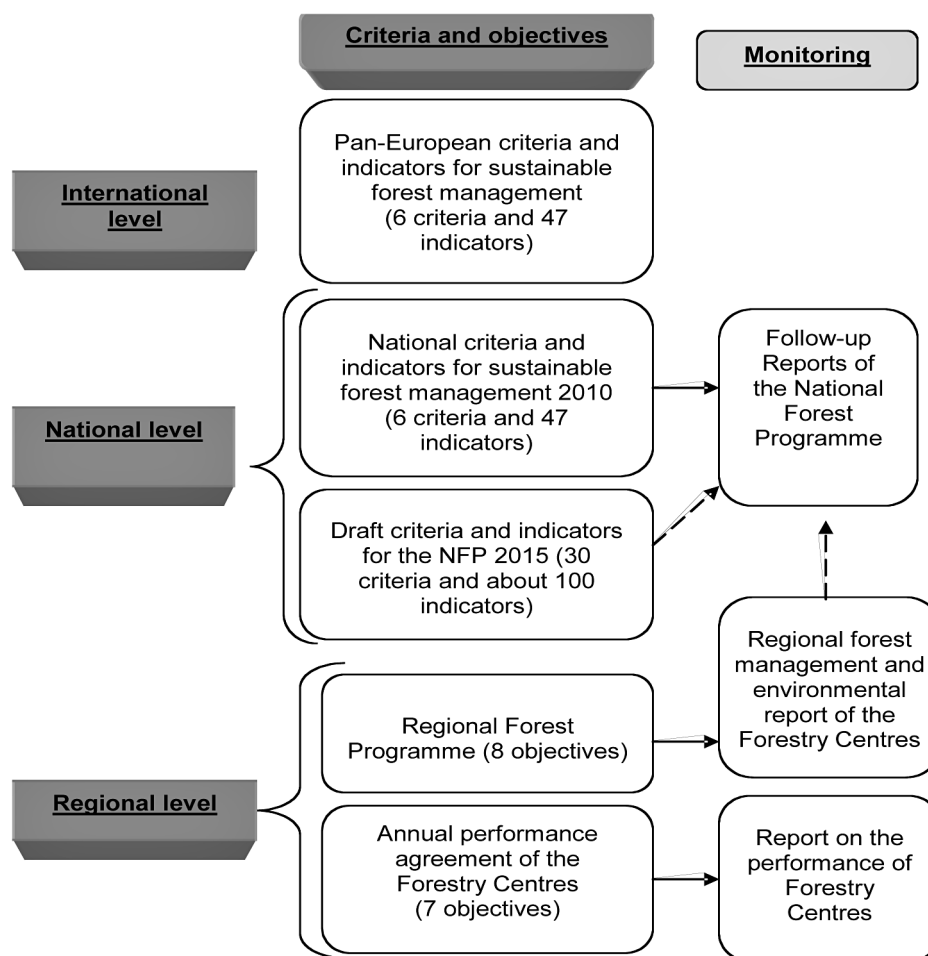 Criteria and objectives
Monitoring
International
level
Pan-European criteria and
indicators for sustainable
forest management
(6 criteria and 47
indicators)
National level
National criteria and
indicators for sustainable
forest management 2010
(6 criteria and 47
indicators)
Follow-up
Reports of
the National
Forest
Programme
Draft criteria and indicators
for the NFP 2015 (30
criteria and about 100
indicators)
Regional level
Regional Forest
Programme (8 objectives)
Regional forest
management and
environmental
report of the
Forestry Centres
Annual performance
agreement of the
Forestry Centres
(7 objectives)
Report on the
performance of
Forestry
Centres